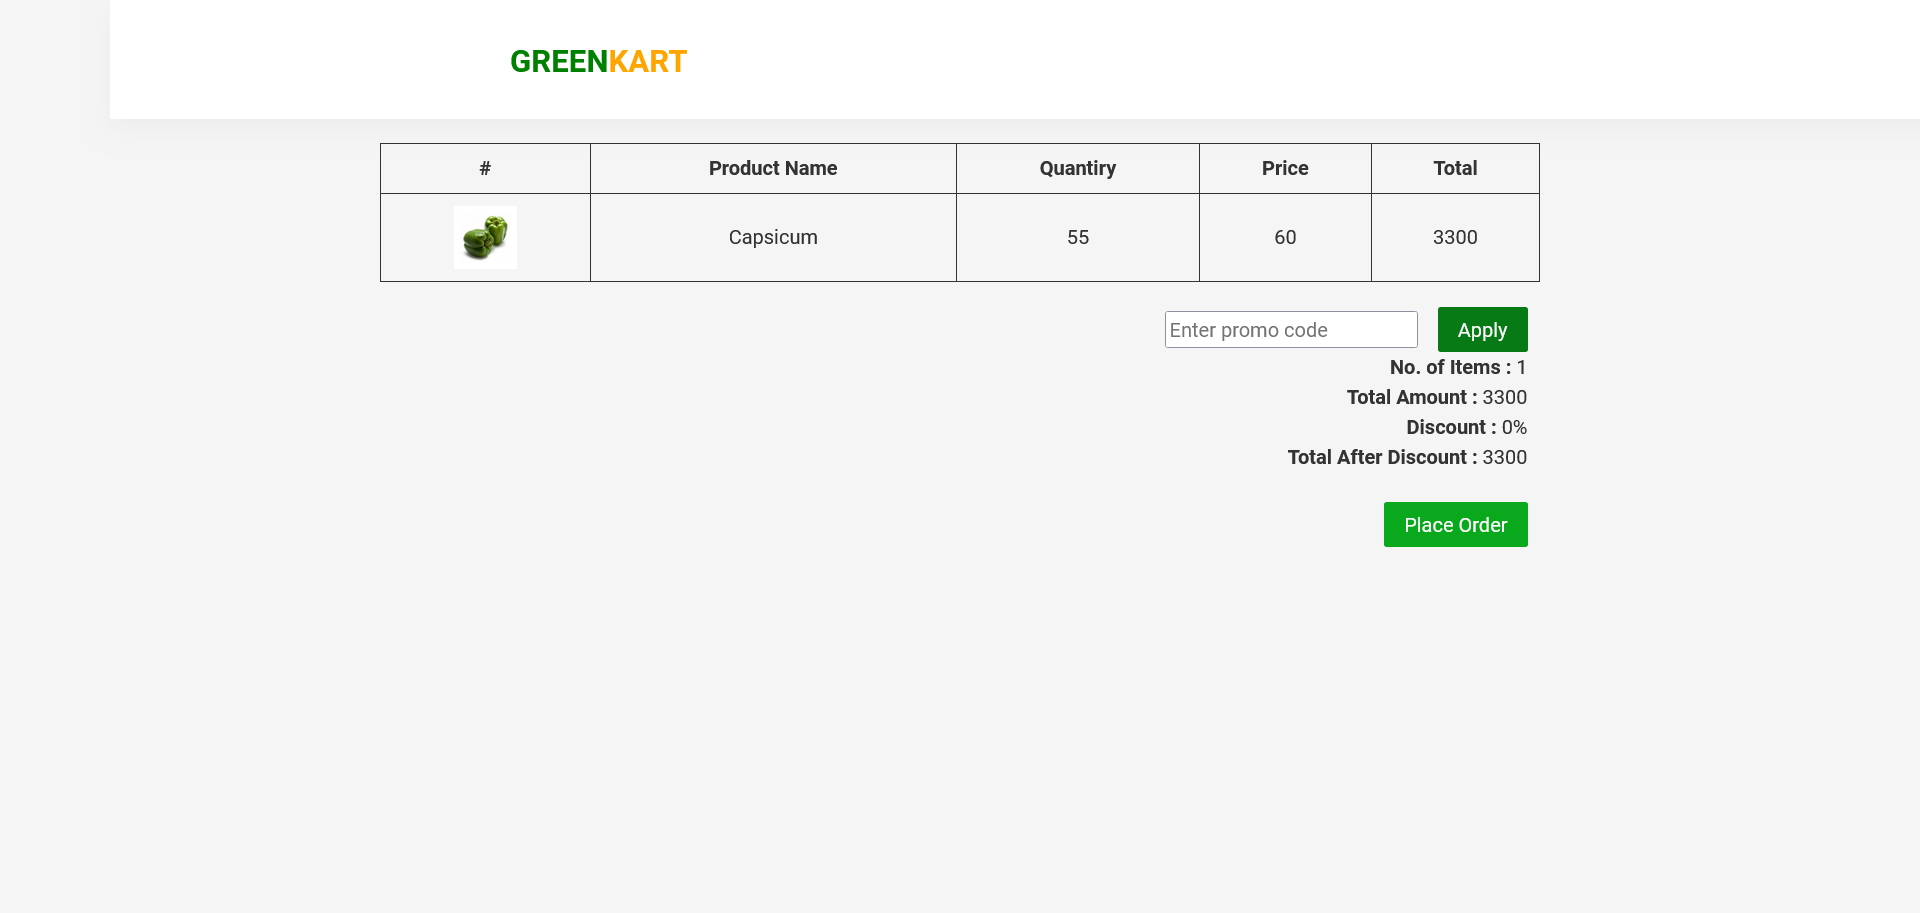 GREENKART
# Product Name Quantiry Price Total
Capsicum 55 60 3300
Enter promo code Apply
No. of Items : 1
Total Amount : 3300
Discount : 0%
Total After Discount : 3300
Place Order